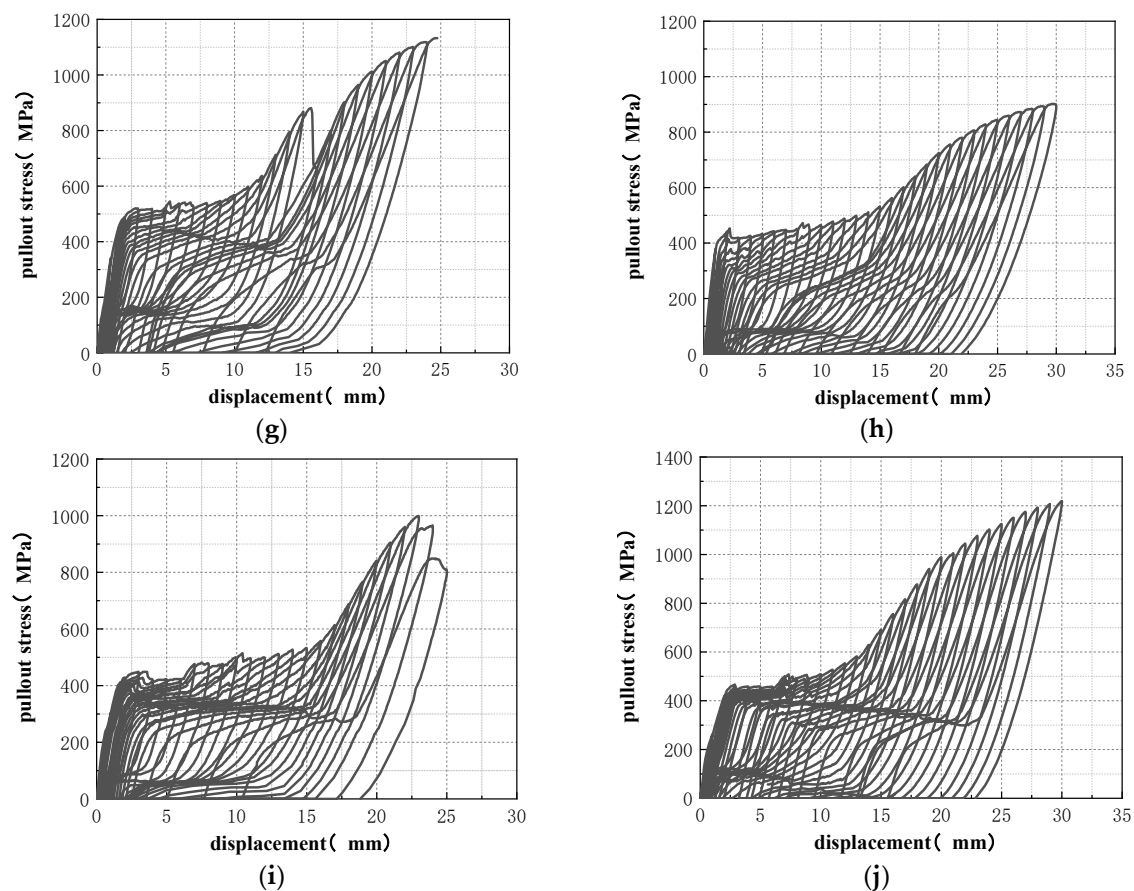 1200
1000
800
600
400
200
0
0 5 10 15 20 25 30
pullout stress( MPa)
displacement( mm)
(g)
1200
1000
800
600
400
200
0
0 5 10 15 20 25 30 35
pullout stress( MPa)
displacement( mm)
(h)
1200
1000
800
600
400
200
0
0 5 10 15 20 25 30
pullout stress( MPa)
displacement( mm)
(i)
1400
1200
1000
800
600
400
200
0
0 5 10 15 20 25 30 35
pullout stress( MPa)
displacement( mm)
(j)